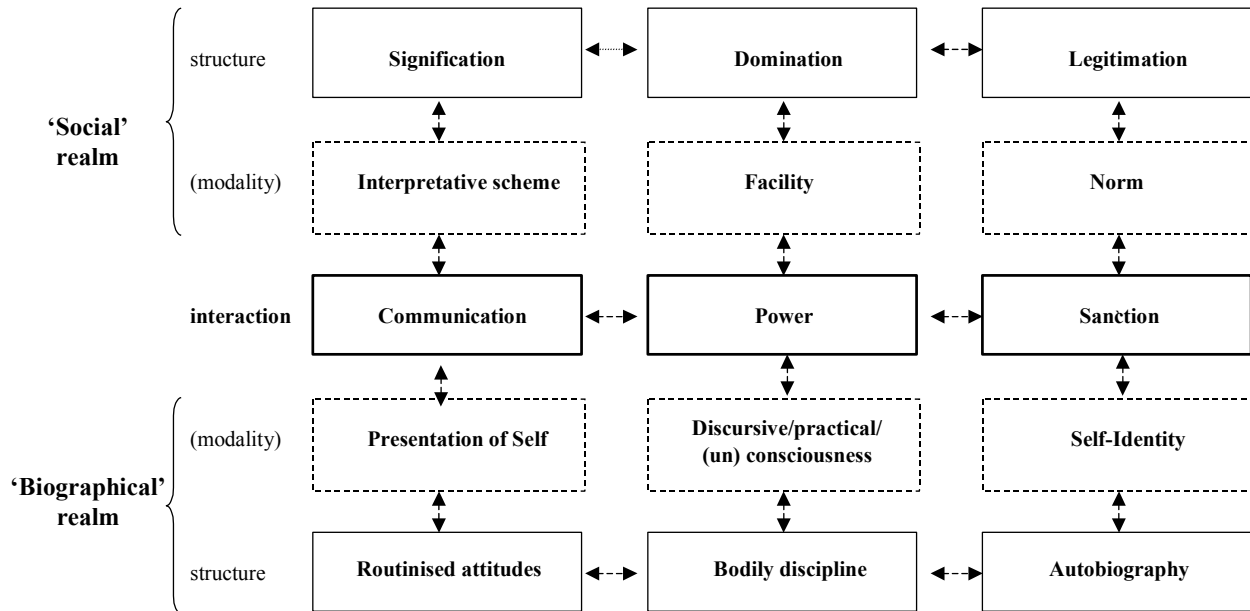 structure
Signification
Domination
Legitimation
‘Social’
realm
(modality)
Interpretative scheme
Facility
Norm
interaction
Communication
Power
Sanction
(modality)
Presentation of Self
Discursive/practical/
(un) consciousness
Self-Identity
‘Biographical’
realm
structure
Routinised attitudes
Bodily discipline
Autobiography